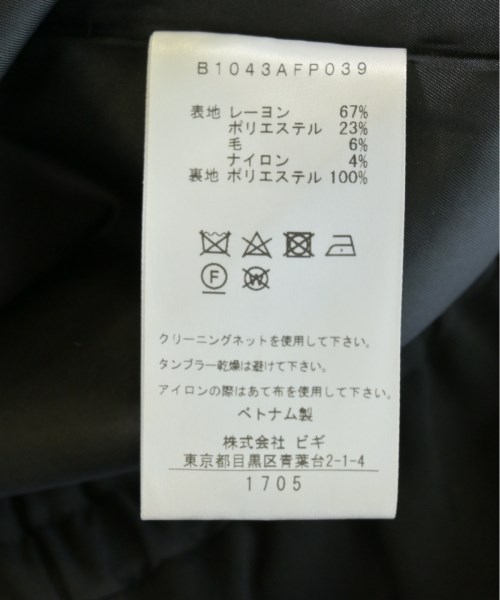 B1043AFP039
表地 レーヨン 67%
ポリエステル 23%
毛 6%
ナイロン 4%
裏地 ポリエステル 100%
F W
クリーニングネットを使用して下さい。
タンブラー乾燥は避けて下さい。
アイロンの際はあて布を使用して下さい。
ベトナム製
株式会社 ビギ
東京都目黒区青葉台2-1-4
1705